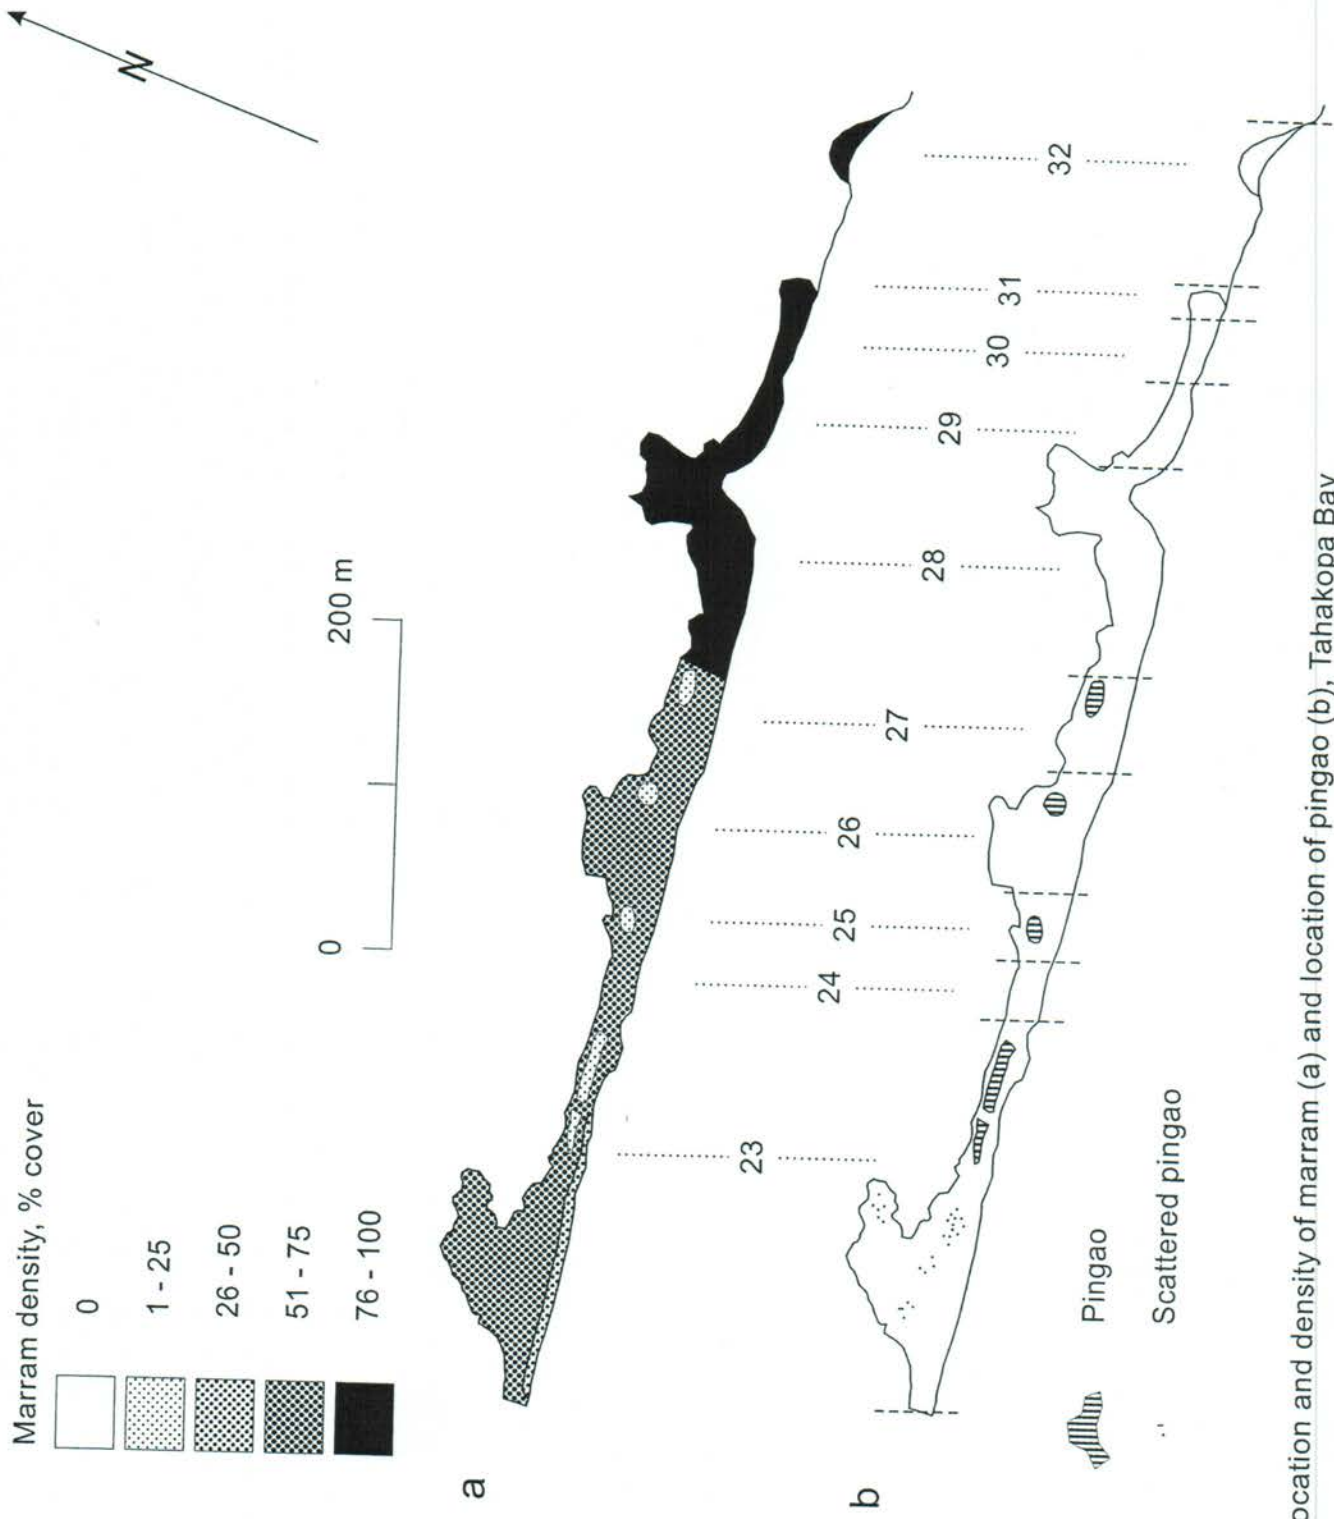 N
Marram density, % cover
0
1 - 25
26 - 50
51 - 75
76 - 100
0 200 m
a
23 24 25 26 27 28 29 30 31 32
b
Pingao
Scattered pingao
ocation and density of marram (a) and location of pingao (b), Tahakopa Bay